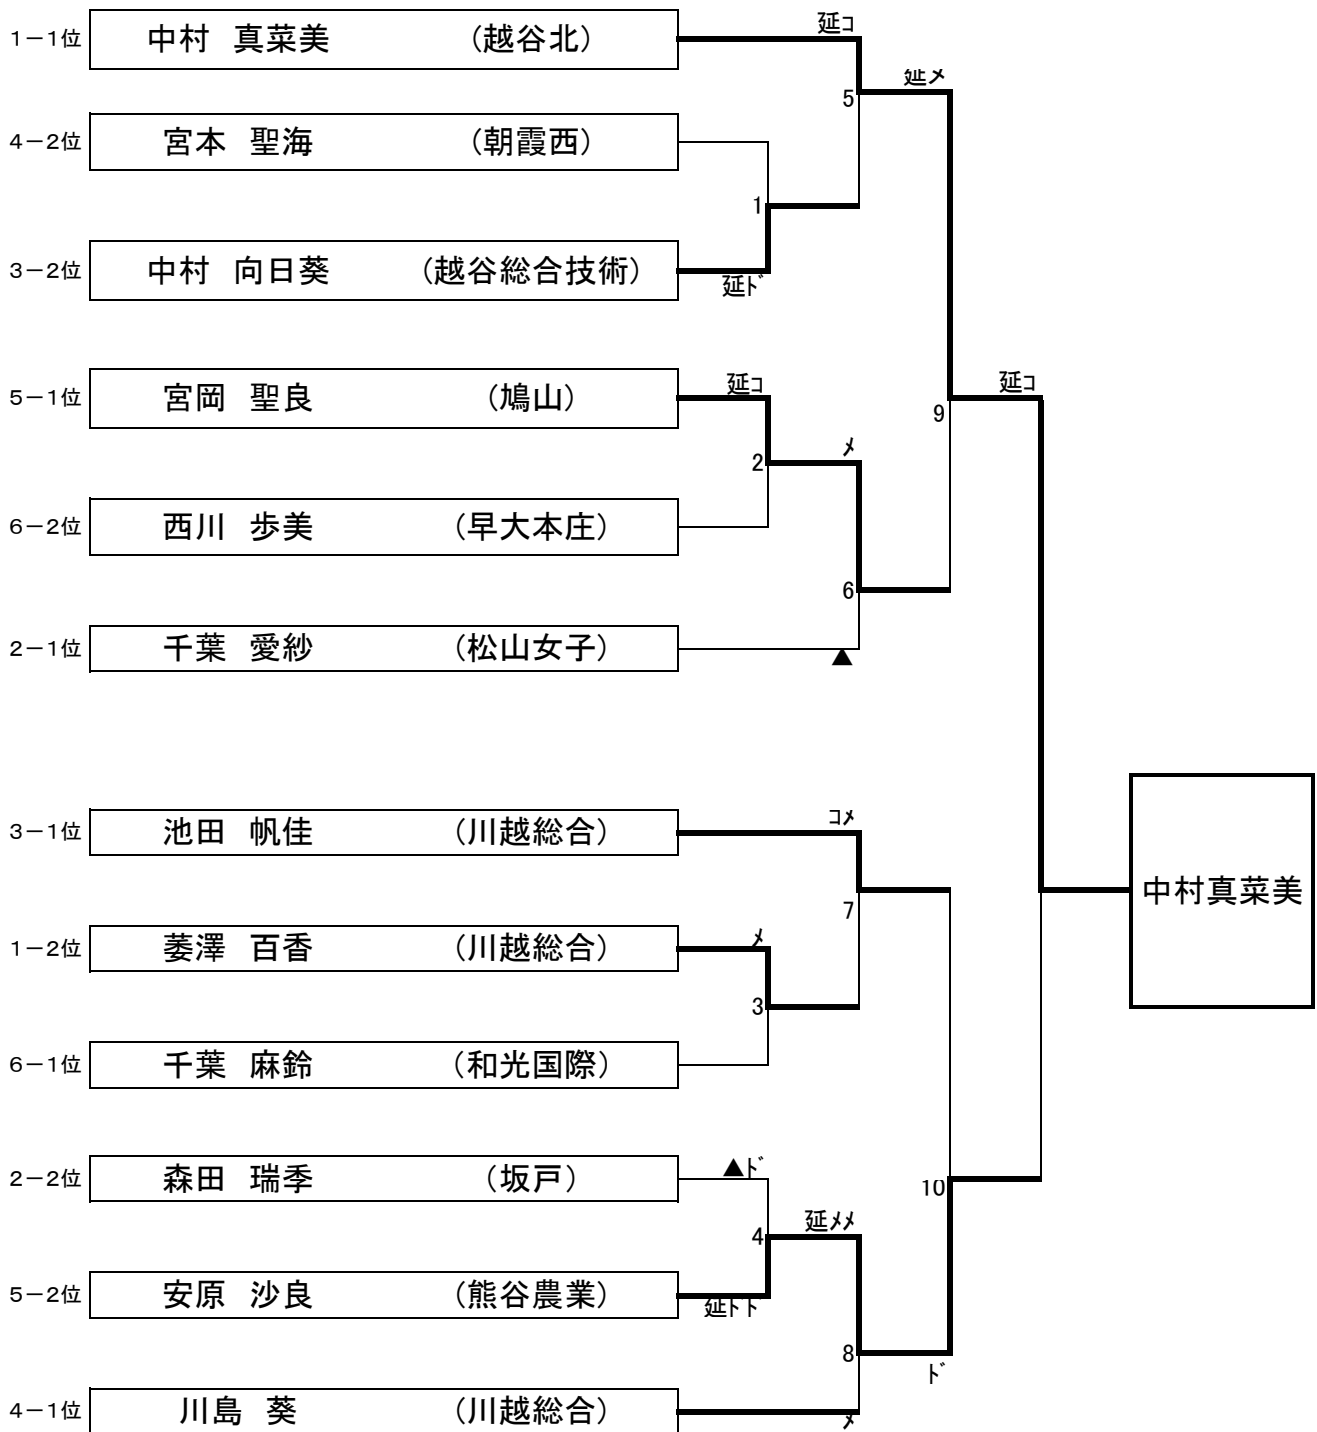 延コ
1－1位 中村 真菜美 （越谷北）
延メ
5
4－2位 宮本 聖海 （朝霞西）
1
3－2位 中村 向日葵 （越谷総合技術）
延ﾄﾞ
5－1位 宮岡 聖良 （鳩山） 延コ 延コ
9
メ
2
6－2位 西川 歩美 （早大本庄）
6
2－1位 千葉 愛紗 （松山女子）
▲
3－1位 池田 帆佳 （川越総合） コメ
中村真菜美
7
1－2位 萎澤 百香 （川越総合） メ
3
6－1位 千葉 麻鈴 （和光国際）
2－2位 森田 瑞季 （坂戸） ▲ﾄﾞ
10
延メメ
4
5－2位 安原 沙良 （熊谷農業）
延ﾄﾞﾄﾞ
8
ﾄﾞ
4－1位 川島 葵 （川越総合）
メ